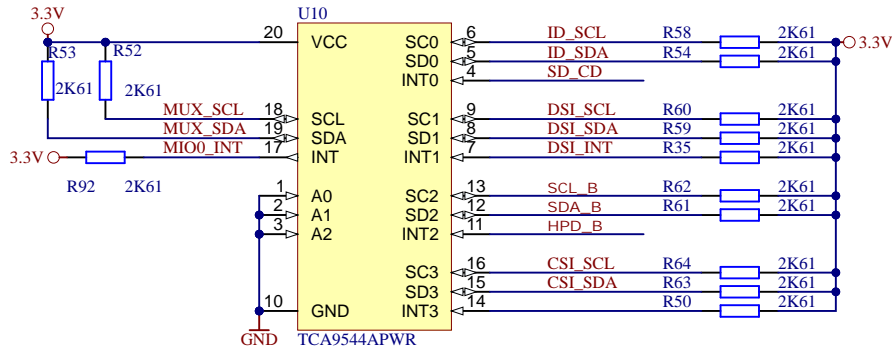 3.3V
U10
R53
R52
20
VCC
SC0
6
ID_SCL
R58
2K61
3.3V
SD0
5
ID_SDA
R54
2K61
INT0
4
SD_CD
2K61
2K61
MUX_SCL
18
SCL
SC1
9
DSI_SCL
R60
2K61
MUX_SDA
19
SDA
SD1
8
DSI_SDA
R59
2K61
3.3V
MIO0_INT
17
INT
INT1
7
DSI_INT
R35
2K61
R92
2K61
1
A0
SC2
13
SCL_B
R62
2K61
2
A1
SD2
12
SDA_B
R61
2K61
3
A2
INT2
11
HPD_B
SC3
16
CSI_SCL
R64
2K61
SD3
15
CSI_SDA
R63
2K61
10
GND
INT3
14
R50
2K61
GND
TCA9544APWR